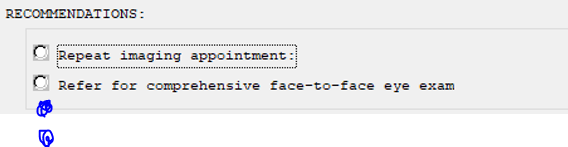 RECOMMENDATIONS:
Repeat imaging appointment:
Refer for comprehensive face-to-face eye exam